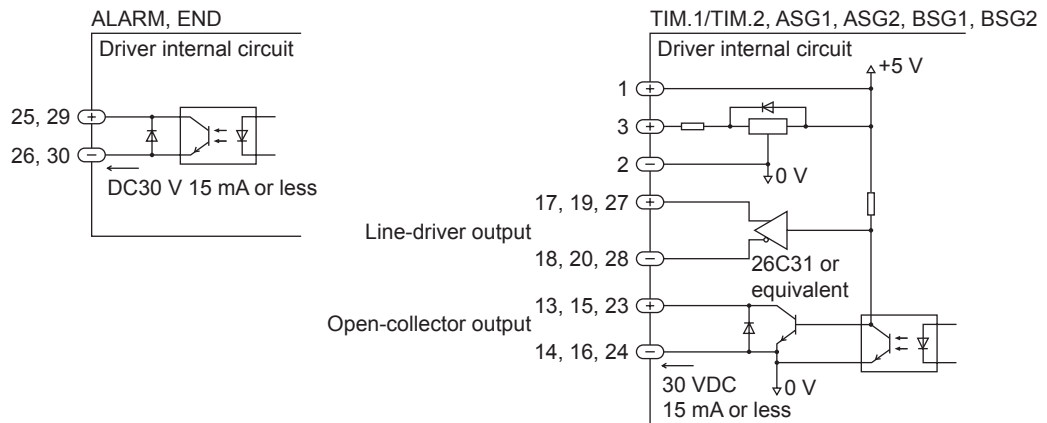 ALARM, END
Driver internal circuit
25, 29
+
26, 30
−
DC30 V 15 mA or less
TIM.1/TIM.2, ASG1, ASG2, BSG1, BSG2
Driver internal circuit
+5 V
1
+
3
+
2
−
0 V
17, 19, 27
+
Line-driver output
18, 20, 28
−
26C31 or
equivalent
13, 15, 23
+
Open-collector output
14, 16, 24
−
30 VDC
15 mA or less
0 V